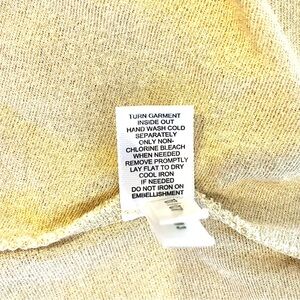 TURN GARMENT
INSIDE OUT
HAND WASH COLD
SEPARATELY
ONLY NON-
CHLORINE BLEACH
WHEN NEEDED
REMOVE PROMPTLY
LAY FLAT TO DRY
COOL IRON
IF NEEDED
DO NOT IRON ON
EMBELLISHMENT